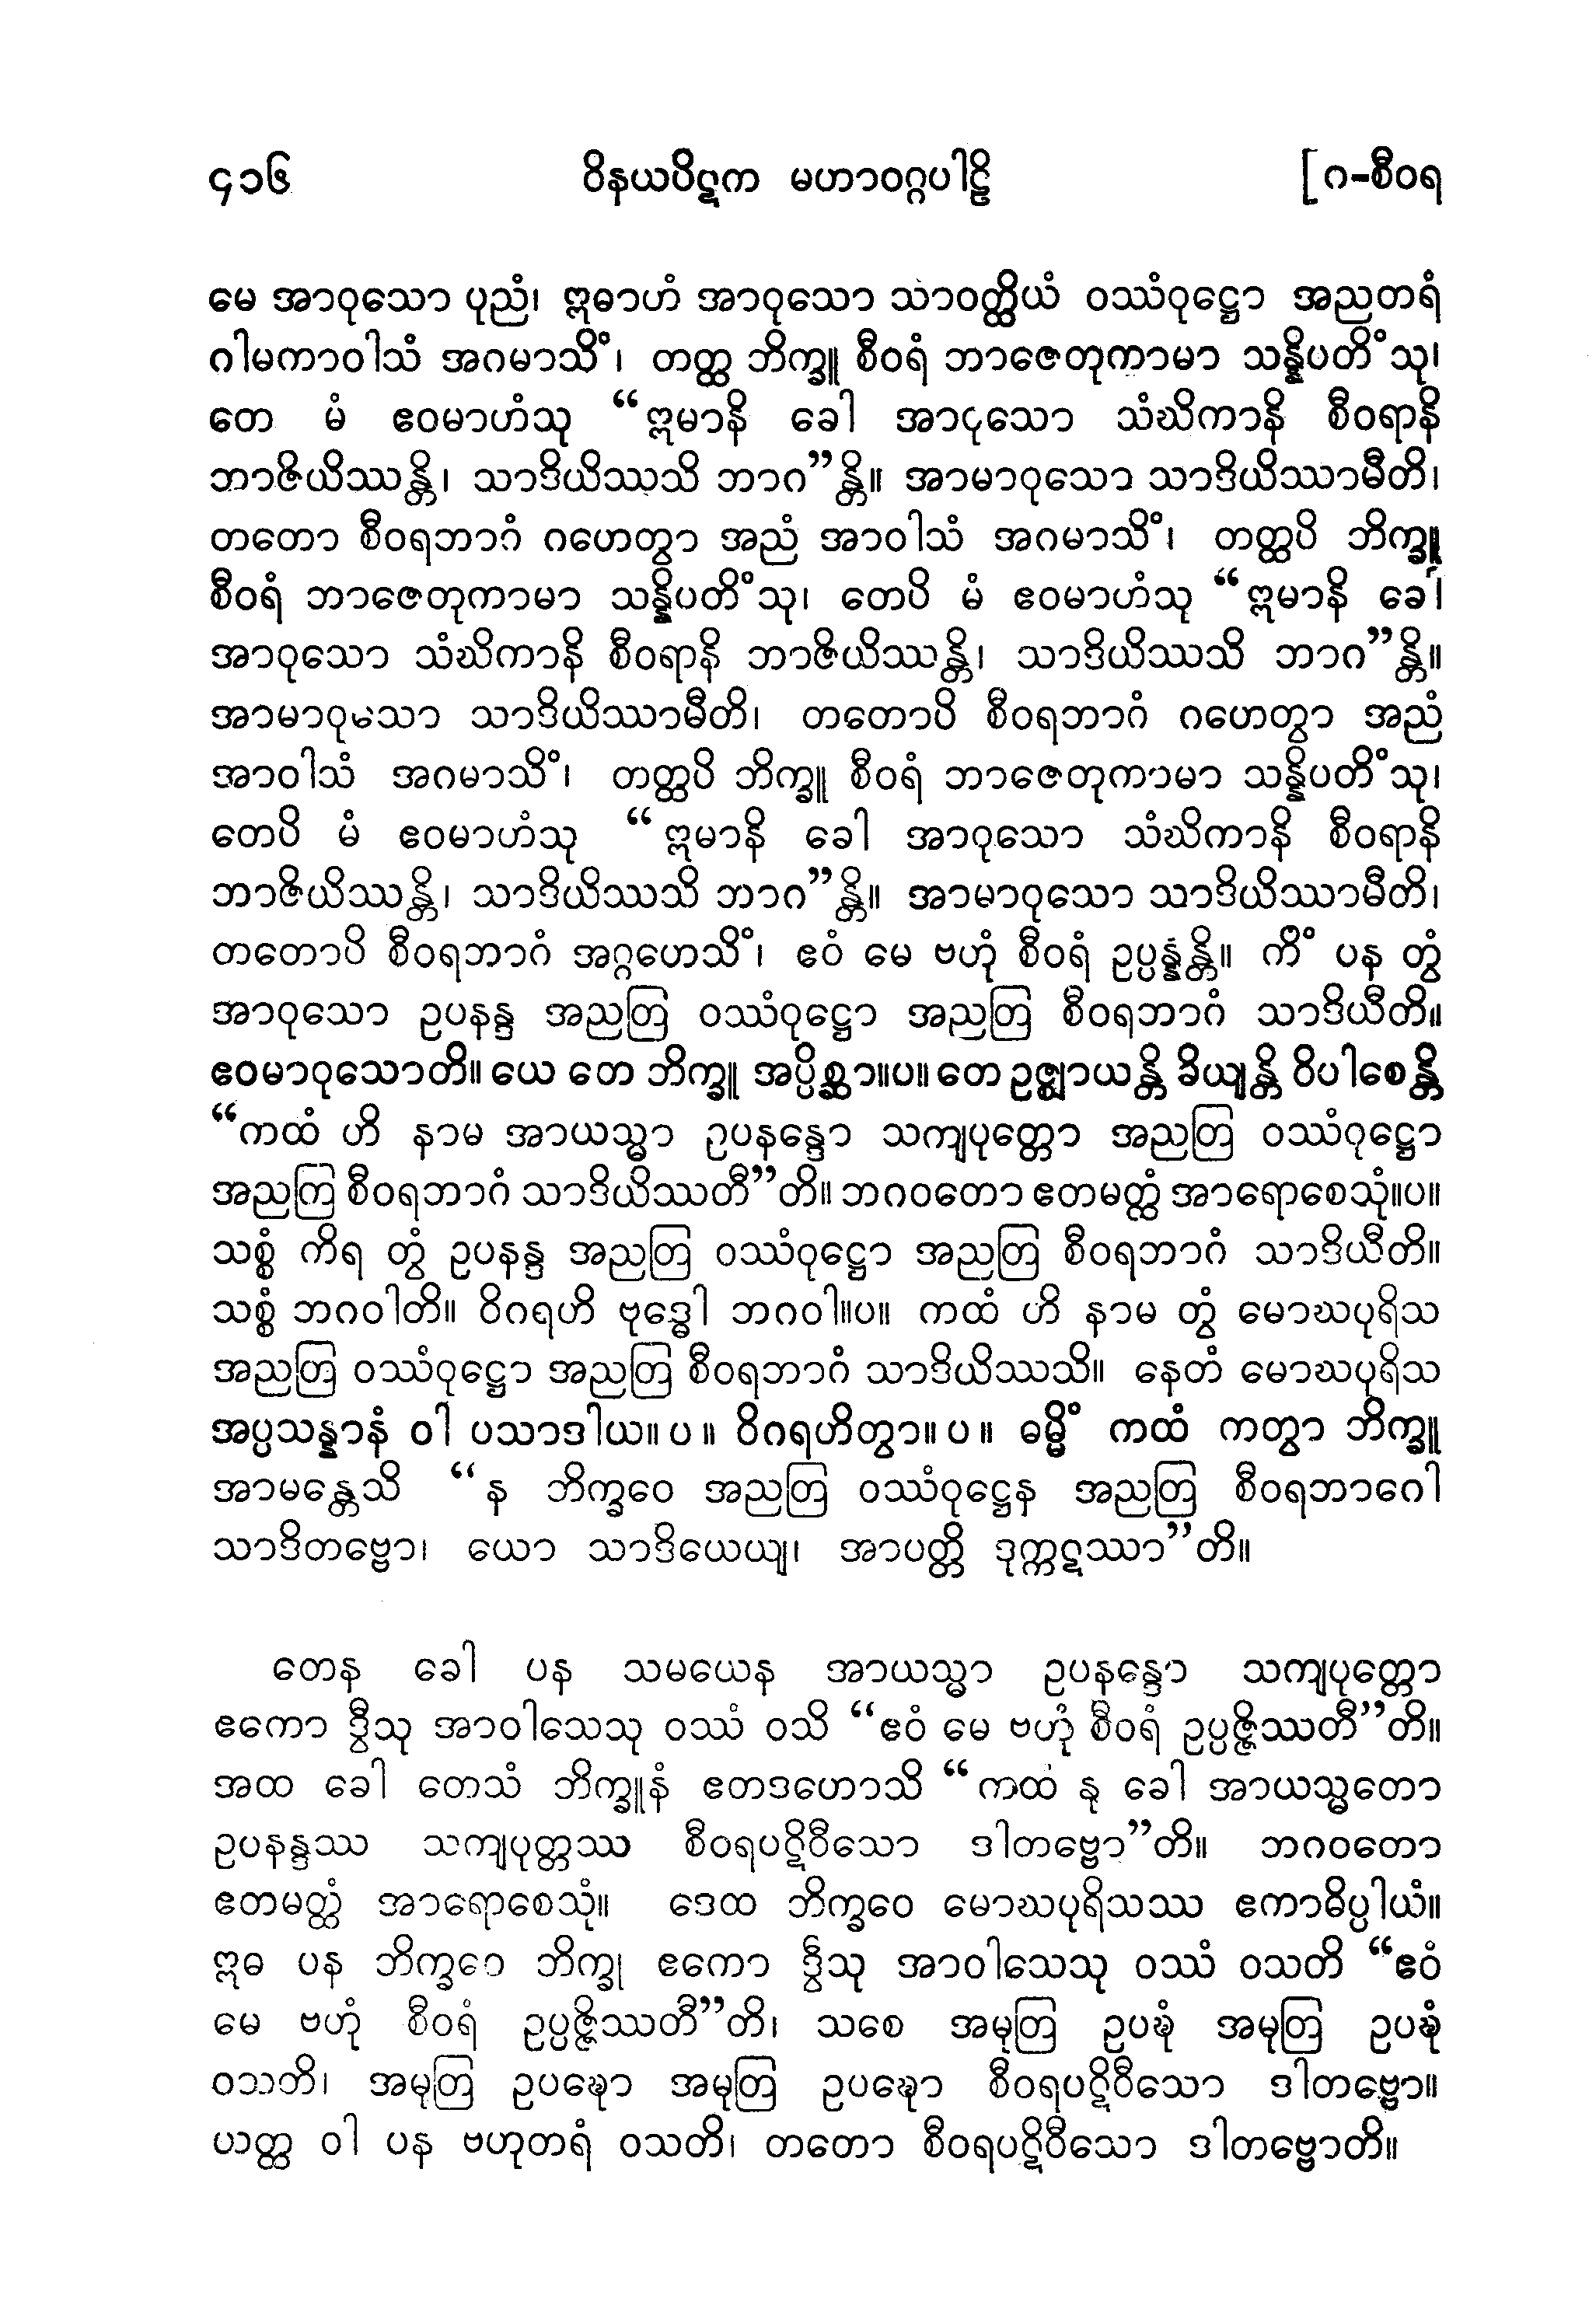 ၄၁၆ ဝိနယပိဋက မဟာဝဂ္ဂပါဠိ [ ဂ-စီဝရ
မေ အာဝုသော ပုညံ၊ ဣဓာဟံ အာဝုသော သာဝတ္ထိယံ ဝဿံဝုဋ္ဌော အညတရံ
ဂါမကာဝါသံ အဂမာသိံ၊ တတ္ထ ဘိက္ခူ စီဝရံ ဘာဇေတုကာမာ သန္နိပတိံသု၊
တေ မံ ဧဝမာဟံသု “ဣမာနိ ခေါ အာဝုသော သံဃိကာနိ စီဝရာနိ
ဘာဇိယိဿန္တိ၊ သာဒိယိဿသိ ဘာဂ”န္တိ။ အာမာဝုသော သာဒိယိဿာမီတိ၊
တတော စီဝရဘာဂံ ဂဟေတွာ အညံ အာဝါသံ အဂမာသိံ၊ တတ္ထပိ ဘိက္ခူ
စီဝရံ ဘာဇေတုကာမာ သန္နိပတိံသု၊ တေပိ မံ ဧဝမာဟံသု “ဣမာနိ ခေါ
အာဝုသော သံဃိကာနိ စီဝရာနိ ဘာဇိယိဿန္တိ၊ သာဒိယိဿသိ ဘာဂ”န္တိ။
အာမာဝုသော သာဒိယိဿာမီတိ၊ တတောပိ စီဝရဘာဂံ ဂဟေတွာ အညံ
အာဝါသံ အဂမာသိံ၊ တတ္ထပိ ဘိက္ခူ စီဝရံ ဘာဇေတုကာမာ သန္နိပတိံသု၊
တေပိ မံ ဧဝမာဟံသု “ဣမာနိ ခေါ အာဝုသော သံဃိကာနိ စီဝရာနိ
ဘာဇိယိဿန္တိ၊ သာဒိယိဿသိ ဘာဂ”န္တိ။ အာမာဝုသော သာဒိယိဿာမီတိ၊
တတောပိ စီဝရဘာဂံ အဂ္ဂဟေသိံ၊ ဧဝံ မေ ဗဟုံ စီဝရံ ဥပ္ပန္နံန္တိ။ ကိံ ပန တွံ
အာဝုသော ဥပနန္ဒ အညတြ ဝဿံဝုဋ္ဌော အညတြ စီဝရဘာဂံ သာဒိယီတိ။
ဧဝမာဝုသောတိ။ ယေ တေ ဘိက္ခူ အပ္ပိစ္ဆာ။ပ။ တေ ဥဇ္ဈာယန္တိ ခိယျန္တိ ဝိပါစေန္တိ
“ကထံ ဟိ နာမ အာယသ္မာ ဥပနန္ဒော သကျပုတ္တော အညတြ ဝဿံဝုဋ္ဌော
အညတြ စီဝရဘာဂံ သာဒိယိဿတီ”တိ။ ဘဂဝတော ဧတမတ္ထံ အာရောစေသုံ။ပ။
သစ္စံ ကိရ တွံ ဥပနန္ဒ အညတြ ဝဿံဝုဋ္ဌော အညတြ စီဝရဘာဂံ သာဒိယီတိ။
သစ္စံ ဘဂဝါတိ။ ဝိဂရဟိ ဗုဒ္ဓေါ ဘဂဝါ။ပ။ ကထံ ဟိ နာမ တွံ မောဃပုရိသ
အညတြ ဝဿံဝုဋ္ဌော အညတြ စီဝရဘာဂံ သာဒိယိဿသိ။ နေတံ မောဃပုရိသ
အပ္ပသန္နာနံ ဝါ ပသာဒါယ။ ပ ။ ဝိဂရဟိတွာ။ ပ ။ ဓမ္မိံ ကထံ ကတွာ ဘိက္ခူ
အာမန္တေသိ “န ဘိက္ခဝေ အညတြ ဝဿံဝုဋ္ဌေန အညတြ စီဝရဘာဂေါ
သာဒိတဗ္ဗော၊ ယော သာဒိယေယျ၊ အာပတ္တိ ဒုက္ကဋဿာ”တိ။
တေန ခေါ ပန သမယေန အာယသ္မာ ဥပနန္ဒော သကျပုတ္တော
ဧကော ဒွီသု အာဝါသေသု ဝဿံ ဝသိ “ဧဝံ မေ ဗဟုံ စီဝရံ ဥပ္ပဇ္ဇိဿတီ”တိ။
အထ ခေါ တေသံ ဘိက္ခူနံ ဧတဒဟောသိ “ကထံ နု ခေါ အာယသ္မတော
ဥပနန္ဒဿ သကျပုတ္တဿ စီဝရပဋိဝီသော ဒါတဗ္ဗော”တိ။ ဘဂဝတော
ဧတမတ္ထံ အာရောစေသုံ။ ဒေထ ဘိက္ခဝေ မောဃပုရိသဿ ဧကာဓိပ္ပါယံ။
ဣဓ ပန ဘိက္ခဝေ ဘိက္ခု ဧကော ဒွီသု အာဝါသေသု ဝဿံ ဝသတိ “ဧဝံ
မေ ဗဟုံ စီဝရံ ဥပ္ပဇ္ဇိဿတီ”တိ၊ သစေ အမုတြ ဥပဍ္ဎံ အမုတြ ဥပဍ္ဎံ
ဝသတိ၊ အမုတြ ဥပဍ္ဎော အမုတြ ဥပဍ္ဎော စီဝရပဋိဝီသော ဒါတဗ္ဗော။
ယတ္ထ ဝါ ပန ဗဟုတရံ ဝသတိ၊ တတော စီဝရပဋိဝီသော ဒါတဗ္ဗောတိ။